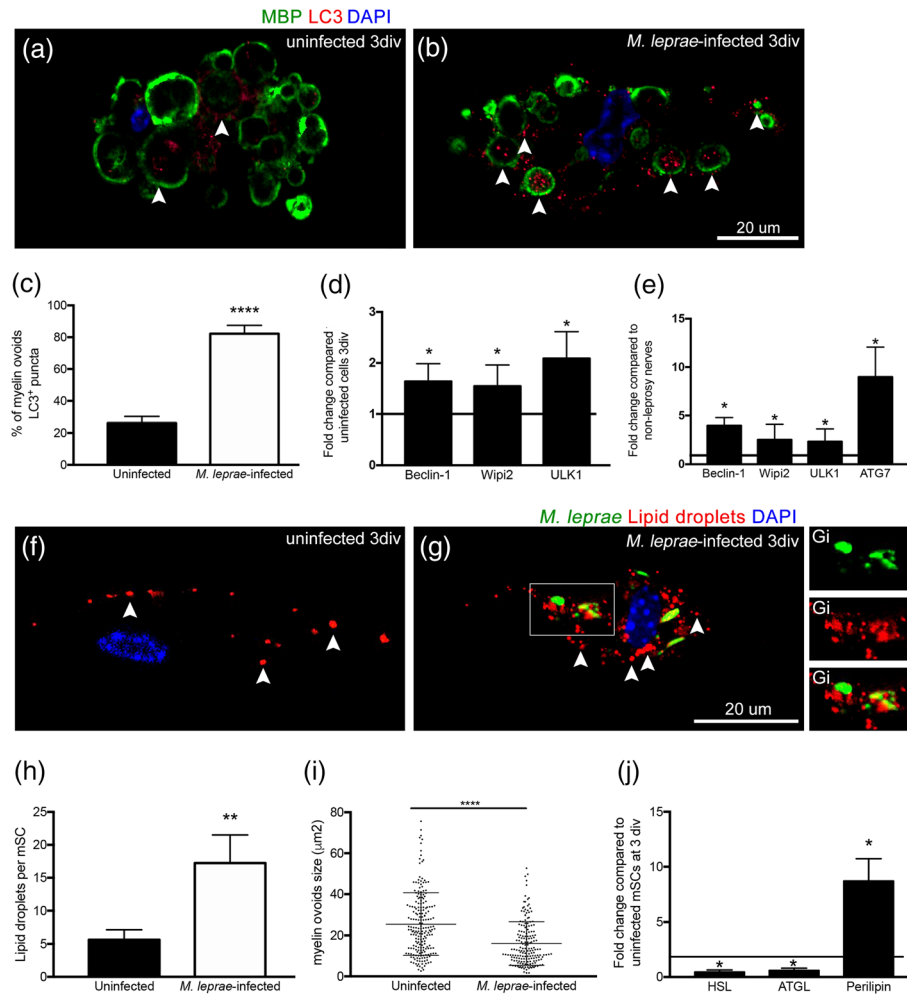 MBP LC3 DAPI
(a)
uninfected 3div
(b)
M. leprae-infected 3div
20 um
(c)
% of myelin ovoids
LC3+ puncta
100
80
60
40
20
0
****
Uninfected
M. leprae-infected
(d)
Fold change compared
uninfected cells 3div
3
2
1
0
*
*
*
Beclin-1
Wipi2
ULK1
(e)
Fold change compared to
non-leprosy nerves
15
10
5
0
*
*
*
*
Beclin-1
Wipi2
ULK1
ATG7
M. leprae Lipid droplets DAPI
(f)
uninfected 3div
(g)
M. leprae-infected 3div
20 um
Gi
Gi
Gi
(h)
Lipid droplets per mSC
25
20
15
10
5
0
**
Uninfected
M. leprae-infected
(i)
myelin ovoids size (µm2)
80
60
40
20
0
****
Uninfected
M. leprae-infected
(j)
Fold change compared to
uninfected mSCs at 3 div
15
10
5
0
*
*
*
HSL
ATGL
Perilipin